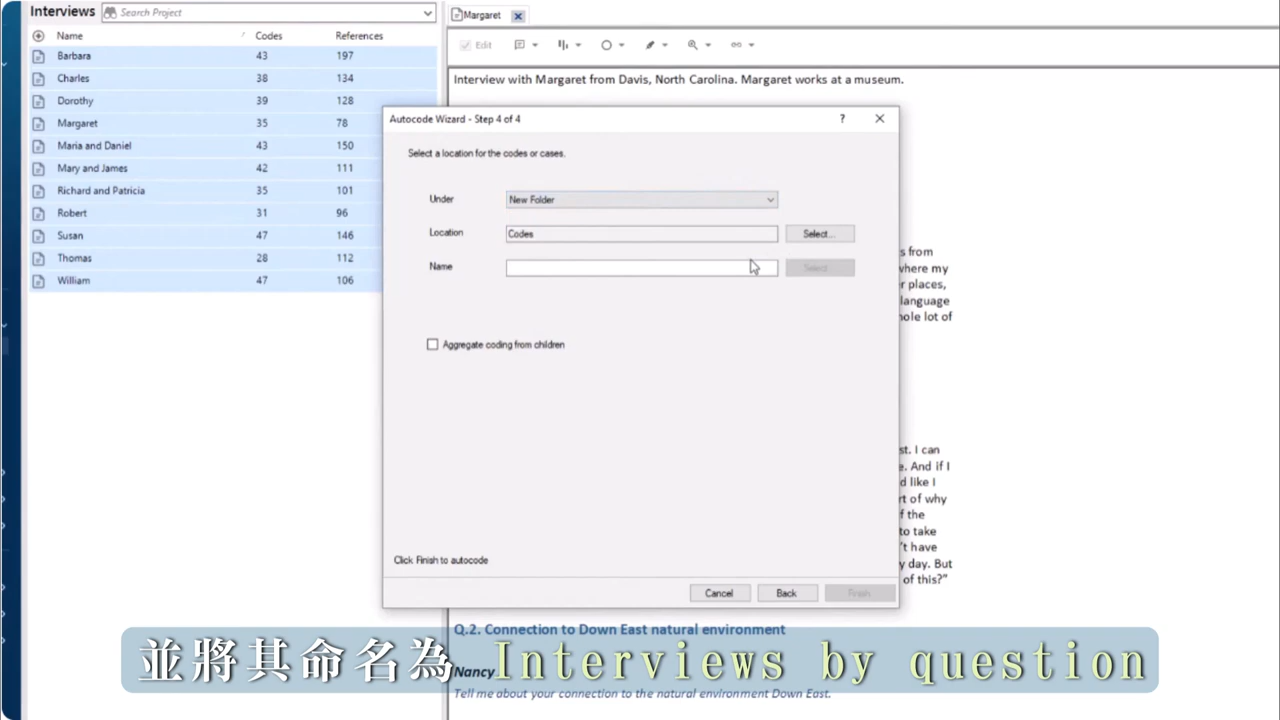 Interviews
Search Project
Name Codes References
Barbara 43 197
Charles 38 134
Dorothy 39 128
Margaret 35 78
Maria and Daniel 43 150
Mary and James 42 111
Richard and Patricia 35 101
Robert 31 96
Susan 47 146
Thomas 28 112
William 47 106
Margaret
Edit
Interview with Margaret from Davis, North Carolina. Margaret works at a museum.
Autocode Wizard - Step 4 of 4
Select a location for the codes or cases.
Under New Folder
Location Codes Select...
Name Select...
Aggregate coding from children
Click Finish to autocode
Cancel Back Finish
s from
where my
r places,
language
hole lot of
st. I can
e. And if I
d like I
rt of why
f the
to take
't have
y day. But
of this?"
Q.2. Connection to Down East natural environment
Nancy
Tell me about your connection to the natural environment Down East.
並將其命名為 Interviews by question